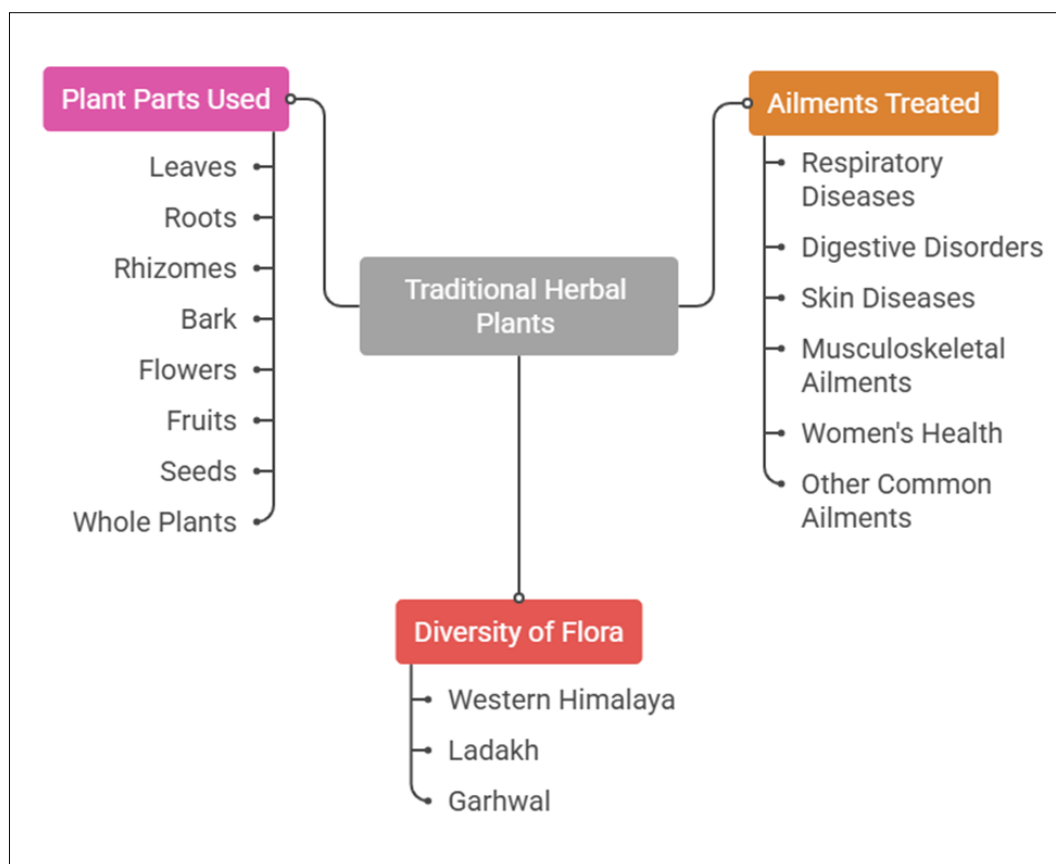 Plant Parts Used
Leaves
Roots
Rhizomes
Bark
Flowers
Fruits
Seeds
Whole Plants
Traditional Herbal
Plants
Ailments Treated
Respiratory
Diseases
Digestive Disorders
Skin Diseases
Musculoskeletal
Ailments
Women's Health
Other Common
Ailments
Diversity of Flora
Western Himalaya
Ladakh
Garhwal